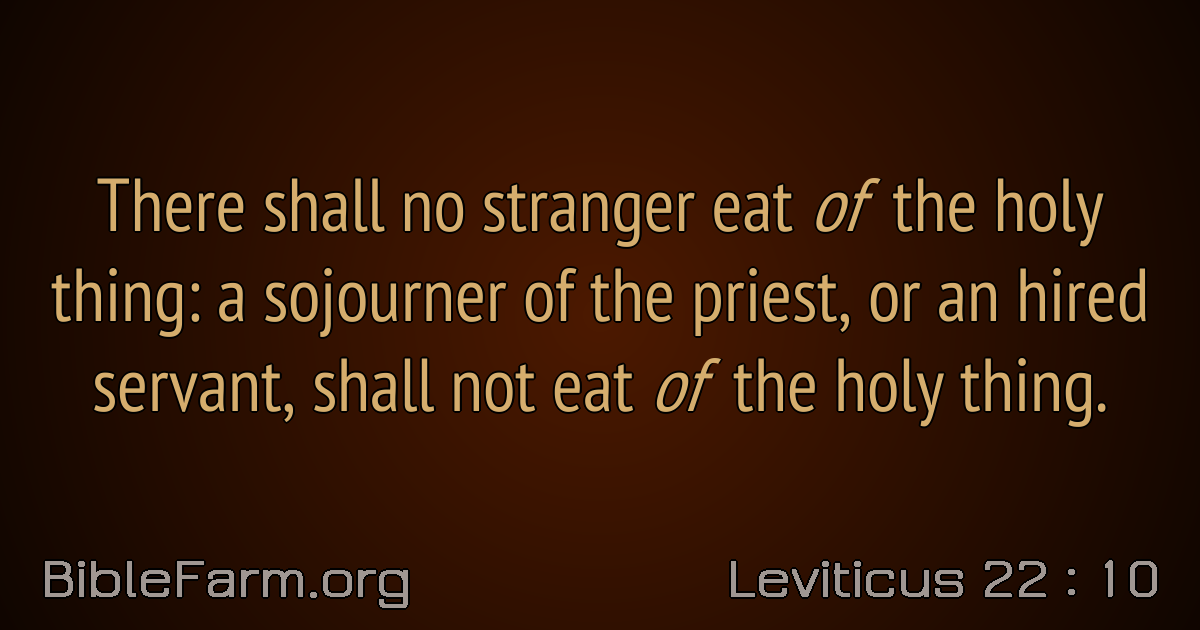 There shall no stranger eat of the holy
thing: a sojourner of the priest, or an hired
servant, shall not eat of the holy thing.
BibleFarm.org
Leviticus 22 : 10